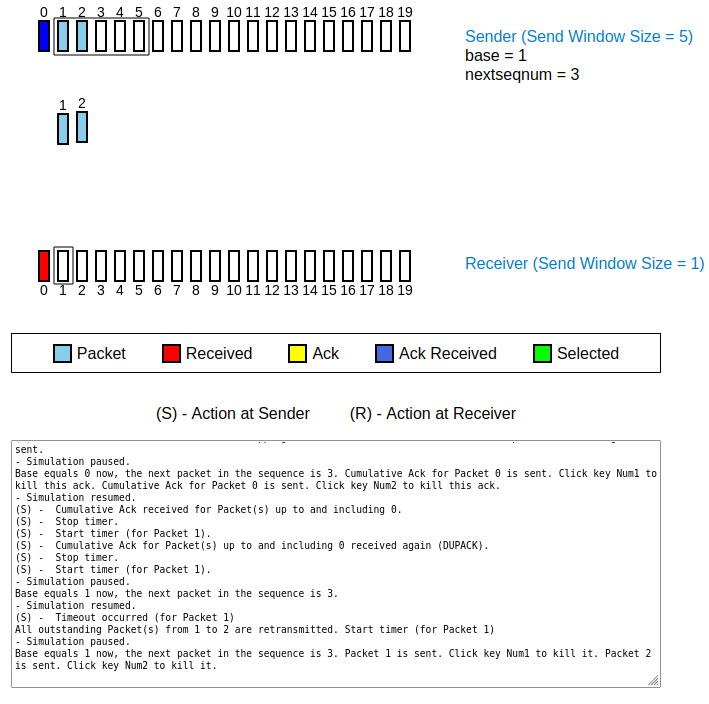 0 1 2 3 4 5 6 7 8 9 10 11 12 13 14 15 16 17 18 19
Sender (Send Window Size = 5)
base = 1
nextseqnum = 3
1 2
Receiver (Send Window Size = 1)
0 1 2 3 4 5 6 7 8 9 10 11 12 13 14 15 16 17 18 19
Packet Received Ack Ack Received Selected
(S) - Action at Sender (R) - Action at Receiver
sent.
- Simulation paused.
Base equals 0 now, the next packet in the sequence is 3. Cumulative Ack for Packet 0 is sent. Click key Num1 to
kill this ack. Cumulative Ack for Packet 0 is sent. Click key Num2 to kill this ack.
- Simulation resumed.
(S) - Cumulative Ack received for Packet(s) up to and including 0.
(S) - Stop timer.
(S) - Start timer (for Packet 1).
(S) - Cumulative Ack for Packet(s) up to and including 0 received again (DUPACK).
(S) - Stop timer.
(S) - Start timer (for Packet 1).
- Simulation paused.
Base equals 1 now, the next packet in the sequence is 3.
- Simulation resumed.
(S) - Timeout occurred (for Packet 1)
All outstanding Packet(s) from 1 to 2 are retransmitted. Start timer (for Packet 1)
- Simulation paused.
Base equals 1 now, the next packet in the sequence is 3. Packet 1 is sent. Click key Num1 to kill it. Packet 2
is sent. Click key Num2 to kill it.